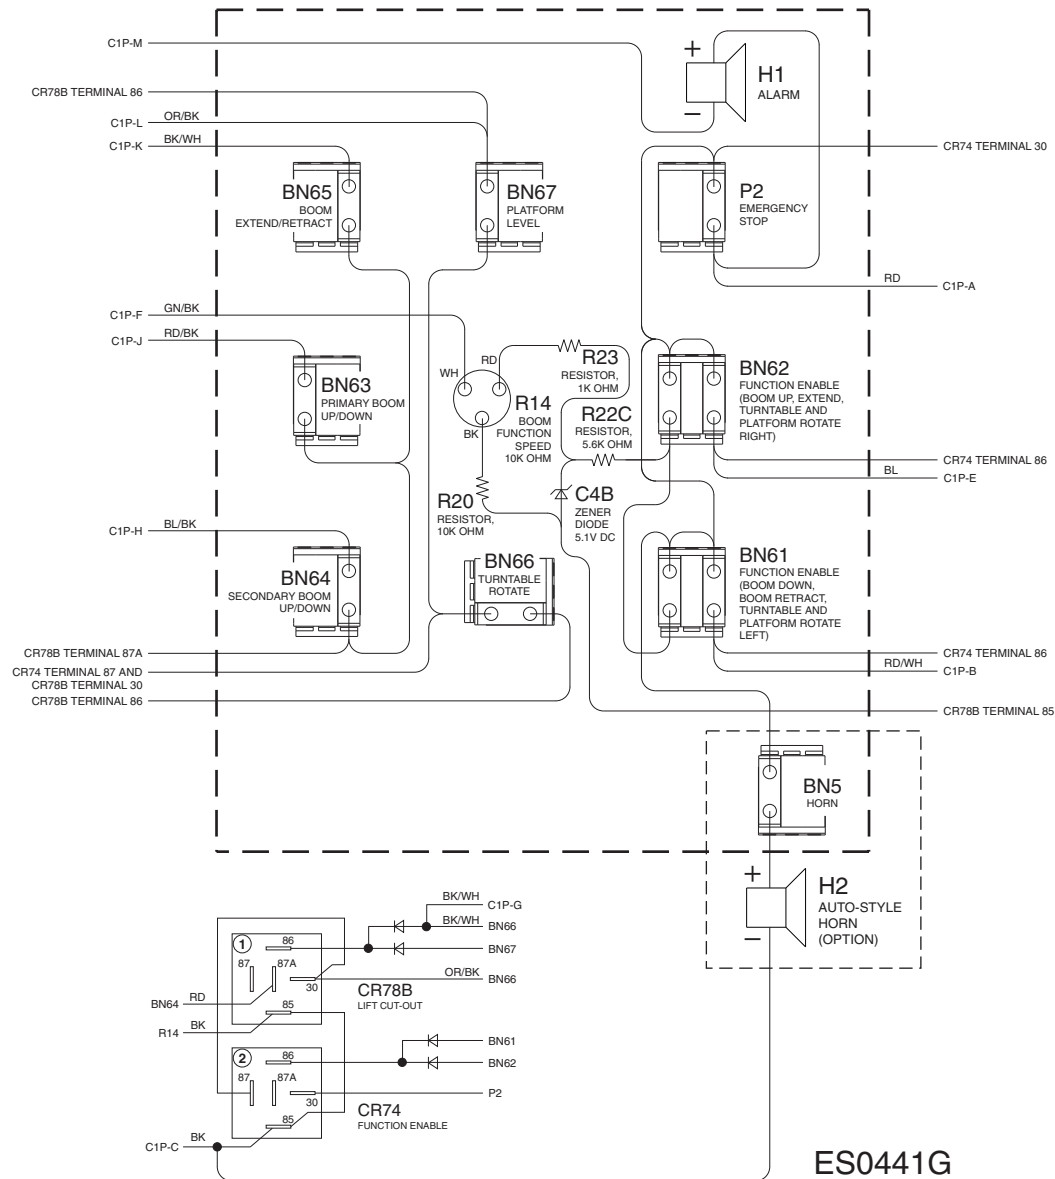 C1P-M
+
H1
ALARM
–
CR78B TERMINAL 86
C1P-L
OR/BK
C1P-K
BK/WH
CR74 TERMINAL 30
BN65
BOOM
EXTEND/RETRACT
BN67
PLATFORM
LEVEL
P2
EMERGENCY
STOP
RD
C1P-A
C1P-F
GN/BK
C1P-J
RD/BK
BN63
PRIMARY BOOM
UP/DOWN
WH
RD
BK
R14
BOOM
FUNCTION
SPEED
10K OHM
R23
RESISTOR,
1K OHM
R22C
RESISTOR,
5.6K OHM
BN62
FUNCTION ENABLE
(BOOM UP, EXTEND,
TURNTABLE AND
PLATFORM ROTATE
RIGHT)
CR74 TERMINAL 86
BL
C1P-E
R20
RESISTOR,
10K OHM
C4B
ZENER
DIODE
5.1V DC
C1P-H
BL/BK
BN64
SECONDARY BOOM
UP/DOWN
BN66
TURNTABLE
ROTATE
BN61
FUNCTION ENABLE
(BOOM DOWN,
BOOM RETRACT,
TURNTABLE AND
PLATFORM ROTATE
LEFT)
CR78B TERMINAL 87A
CR74 TERMINAL 87 AND
CR78B TERMINAL 30
CR78B TERMINAL 86
CR74 TERMINAL 86
RD/WH
C1P-B
CR78B TERMINAL 85
BN5
HORN
+
H2
AUTO-STYLE
HORN
(OPTION)
–
BK/WH
C1P-G
BK/WH
BN66
BN67
OR/BK
BN66
1
86
87
87A
30
85
CR78B
LIFT CUT-OUT
BN64
RD
R14
BK
BN61
BN62
P2
2
86
87
87A
30
85
CR74
FUNCTION ENABLE
C1P-C
BK
ES0441G